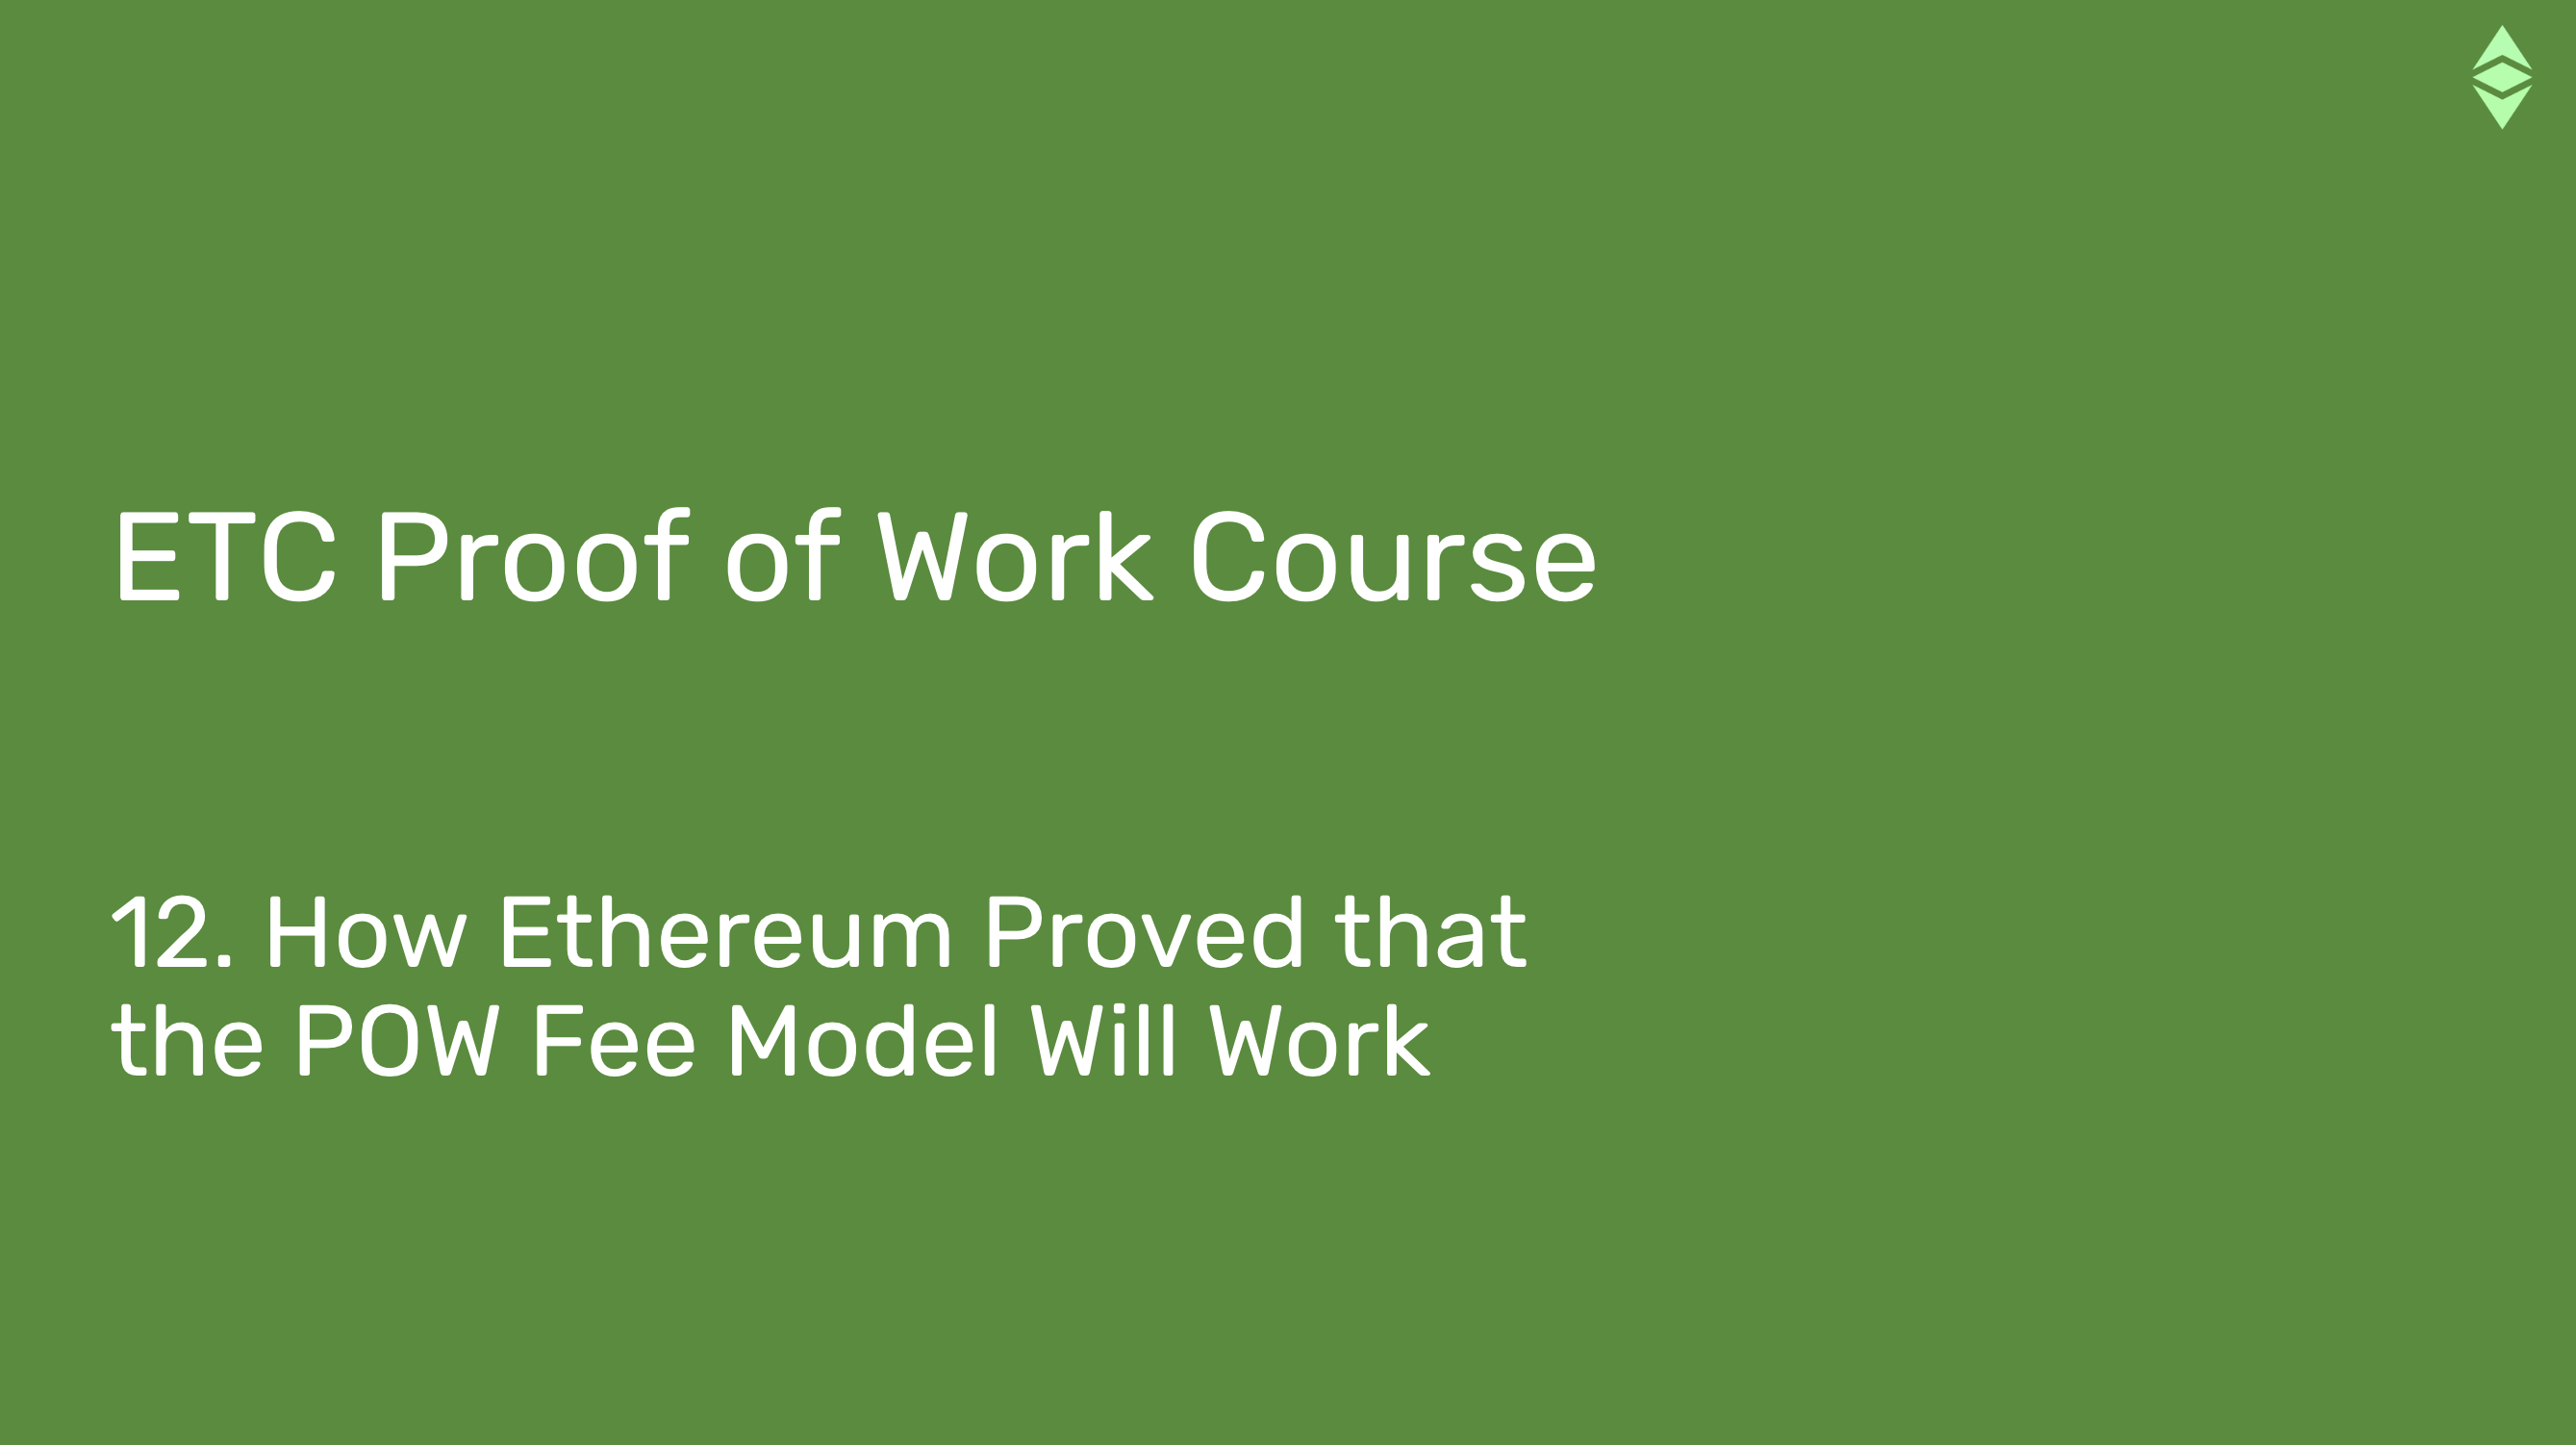 ETC Proof of Work Course
12. How Ethereum Proved that
the POW Fee Model Will Work